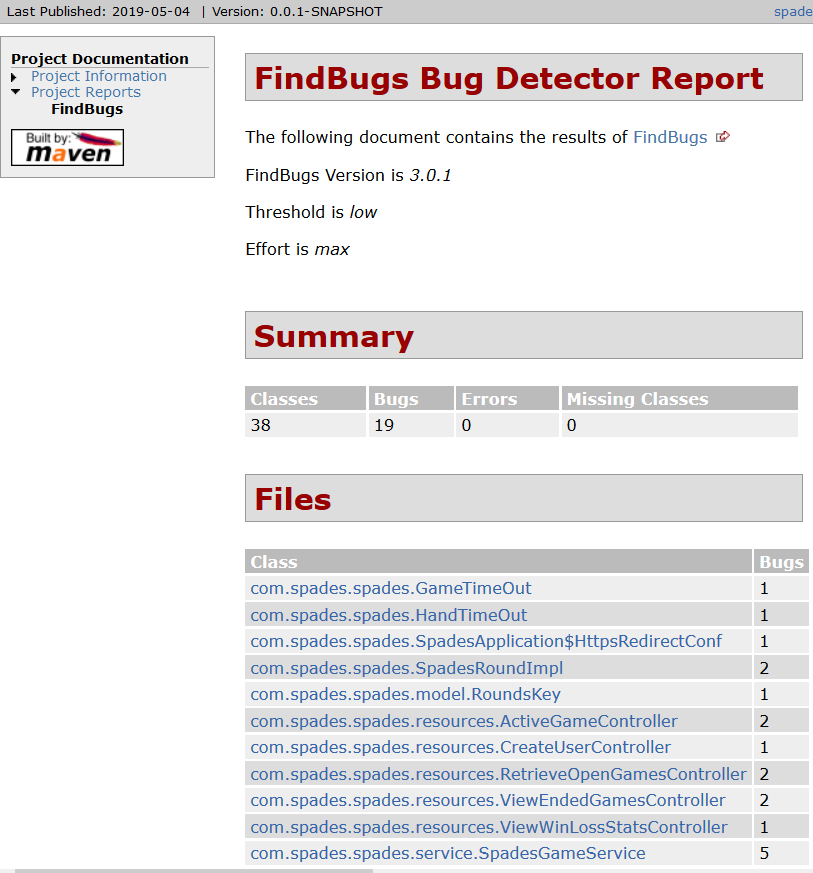 Last Published: 2019-05-04 | Version: 0.0.1-SNAPSHOT
spade
Project Documentation
Project Information
Project Reports
FindBugs
Built by:
maven
FindBugs Bug Detector Report
The following document contains the results of FindBugs
FindBugs Version is 3.0.1
Threshold is low
Effort is max
Summary
Classes Bugs Errors Missing Classes
38 19 0 0
Files
Class Bugs
com.spades.spades.GameTimeOut 1
com.spades.spades.HandTimeOut 1
com.spades.spades.SpadesApplication$HttpsRedirectConf 1
com.spades.spades.SpadesRoundImpl 2
com.spades.spades.model.RoundsKey 1
com.spades.spades.resources.ActiveGameController 2
com.spades.spades.resources.CreateUserController 1
com.spades.spades.resources.RetrieveOpenGamesController 2
com.spades.spades.resources.ViewEndedGamesController 2
com.spades.spades.resources.ViewWinLossStatsController 1
com.spades.spades.service.SpadesGameService 5